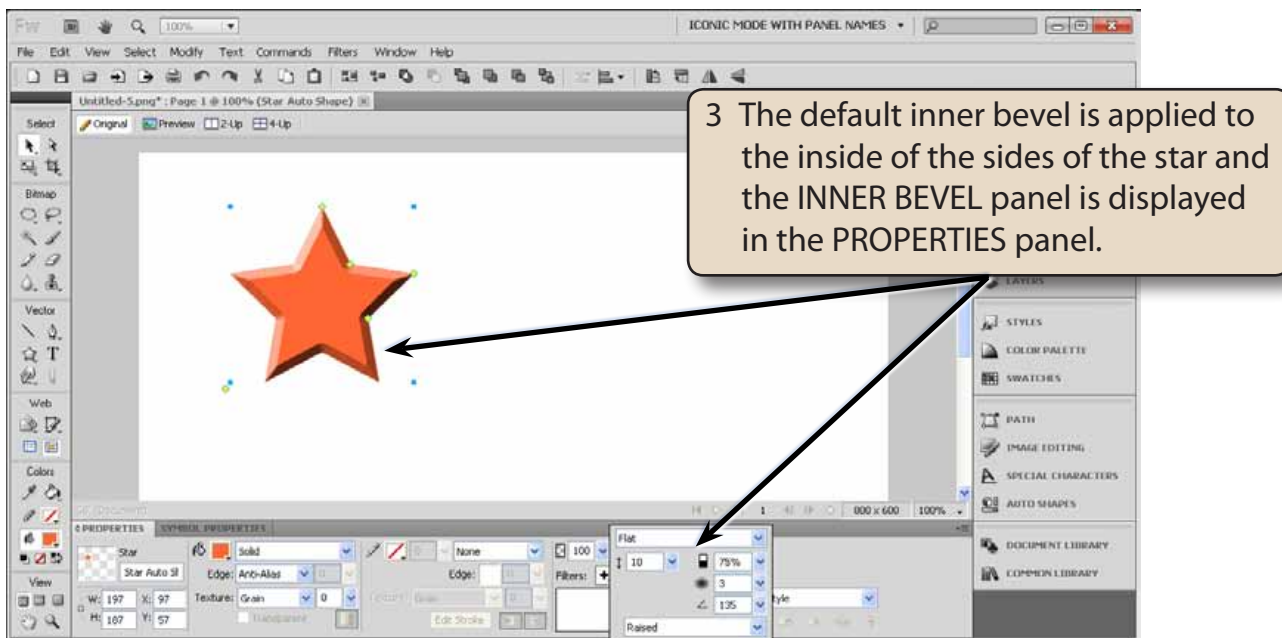 Fw Br 100% ICONIC MODE WITH PANEL NAMES
File Edit View Select Modify Text Commands Filters Window Help
Untitled-5.png* : Page 1 @ 100% (Star Auto Shape)
Select Original Preview 2-Up 4-Up
3 The default inner bevel is applied to
the inside of the sides of the star and
the INNER BEVEL panel is displayed
in the PROPERTIES panel.
Bitmap
LAYERS
Vector
STYLES
COLOR PALETTE
SWATCHES
Web
PATH
IMAGE EDITING
Colors
SPECIAL CHARACTERS
AUTO SHAPES
1 800 x 600 100%
PROPERTIES SYMBOL PROPERTIES
DOCUMENT LIBRARY
COMMON LIBRARY
Star Solid None 100 Flat
Star Auto Sh Edge: Anti-Alias Edge: Filters: 10 75%
View
3
W: 197 X: 97 Texture: Grain 0 135
H: 187 Y: 57 Transparent Edit Stroke Raised